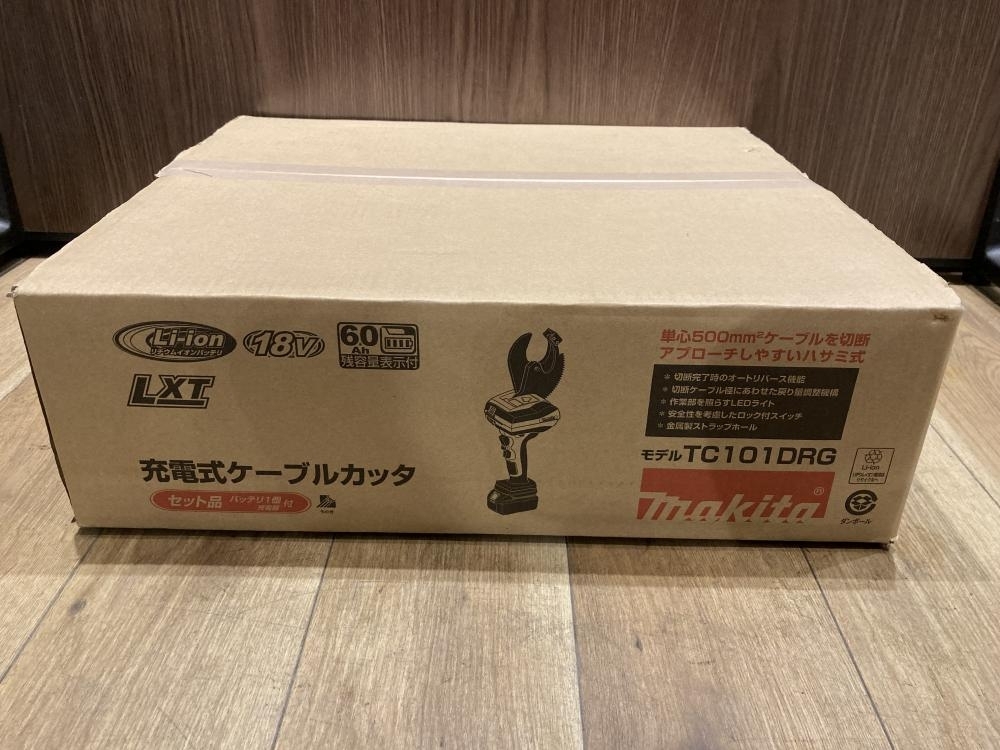 Li-ion
リチウムイオンバッテリ
18V
6.0
Ah
残容量表示付
LXT
充電式ケーブルカッタ
セット品 バッテリ1個 付
充電器
単心500mm²ケーブルを切断
アプローチしやすいハサミ式
* 切断完了時のオートリバース機能
* 切断ケーブル径にあわせた戻り量調整機構
* 作業部を照らすLEDライト
* 安全性を考慮したロック付スイッチ
* 金属製ストラップホール
モデル TC101DRG
makita ®
Li-ion
ダンボール